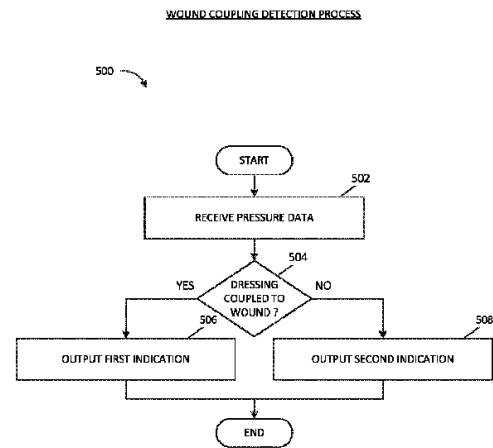 WOUND COUPLING DETECTION PROCESS
500
START
502
RECEIVE PRESSURE DATA
504
YES
DRESSING
COUPLED TO
WOUND ?
NO
506
508
OUTPUT FIRST INDICATION
OUTPUT SECOND INDICATION
END